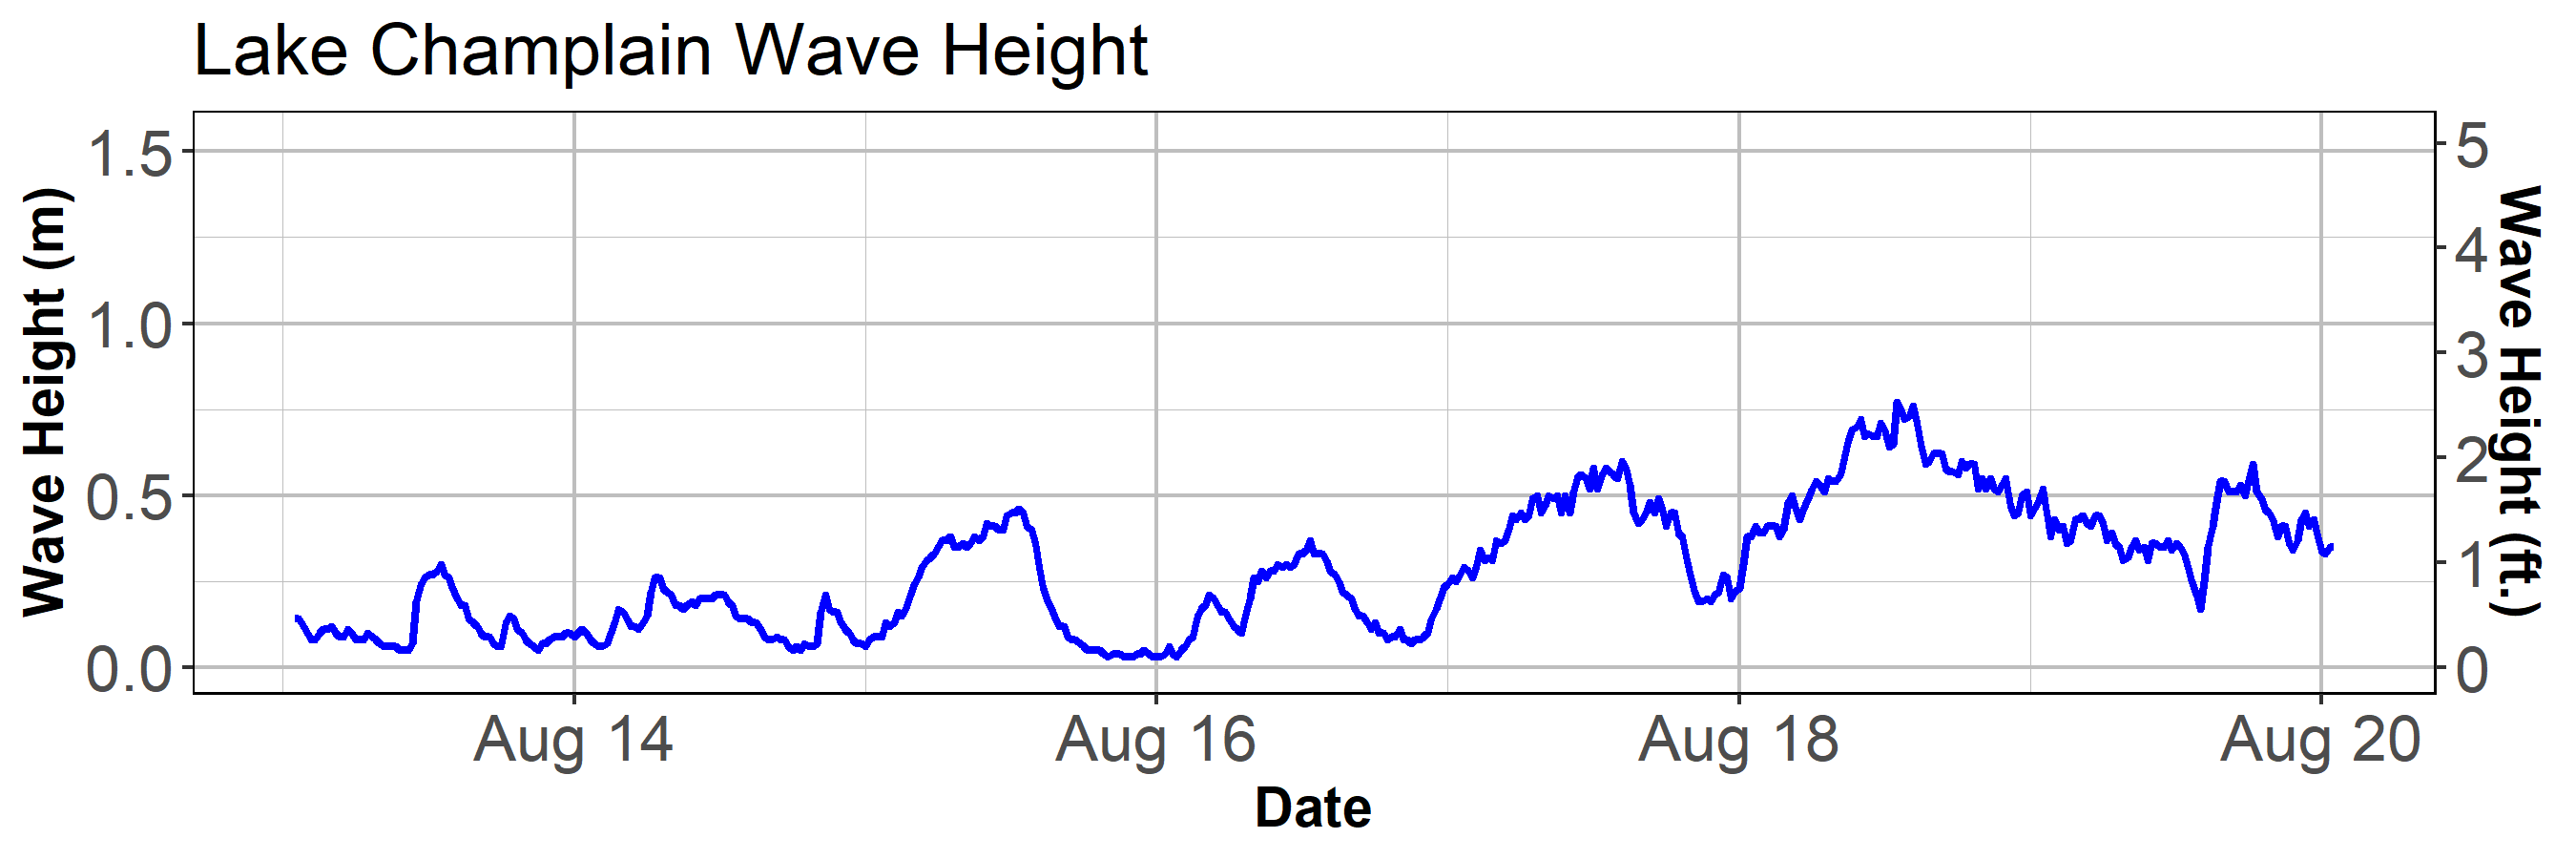 Lake Champlain Wave Height
Wave Height (m)
1.5
1.0
0.5
0.0
5
4
3
2
1
0
Wave Height (ft.)
Aug 14 Aug 16 Aug 18 Aug 20
Date